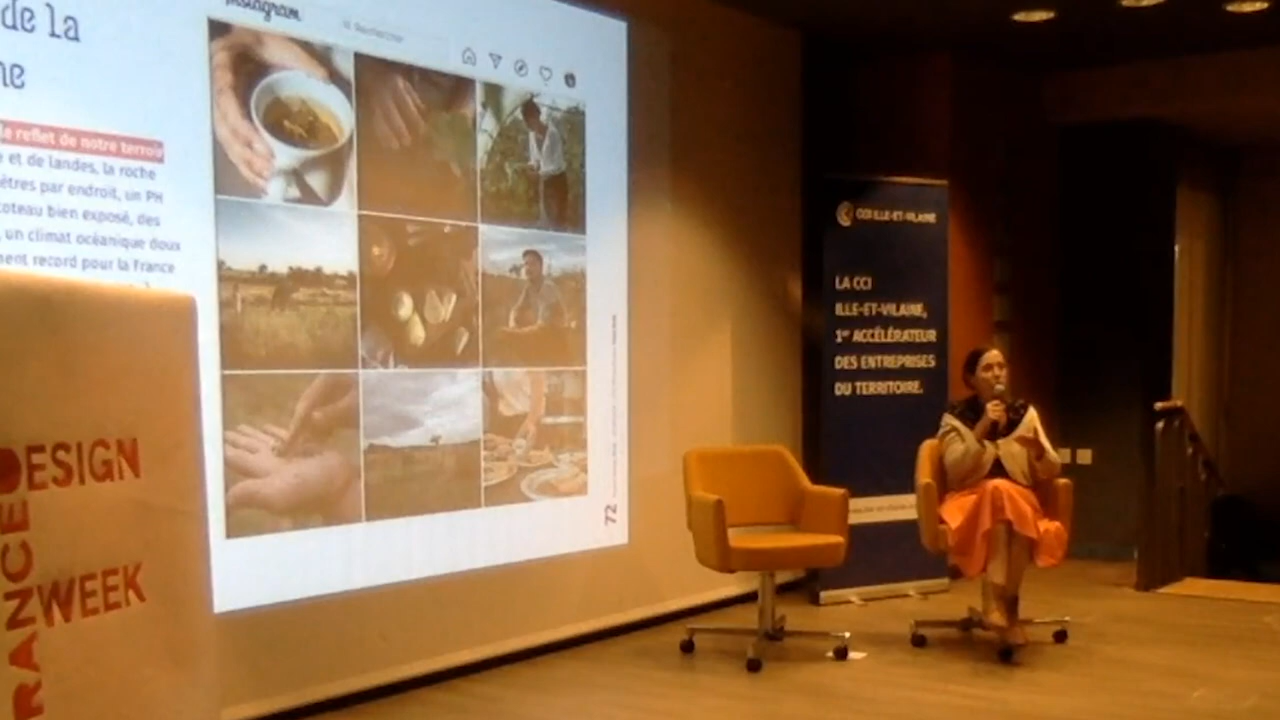 de la
ne
le reflet de notre terroir
et de landes, la roche
ètres par endroit, un PH
coteau bien exposé, des
, un climat océanique doux
ment record pour la France
Instagram
72
CCI ILLE-ET-VILAINE
LA CCI
ILLE-ET-VILAINE,
1er ACCÉLÉRATEUR
DES ENTREPRISES
DU TERRITOIRE.
RANCE
DESIGN
WEEK